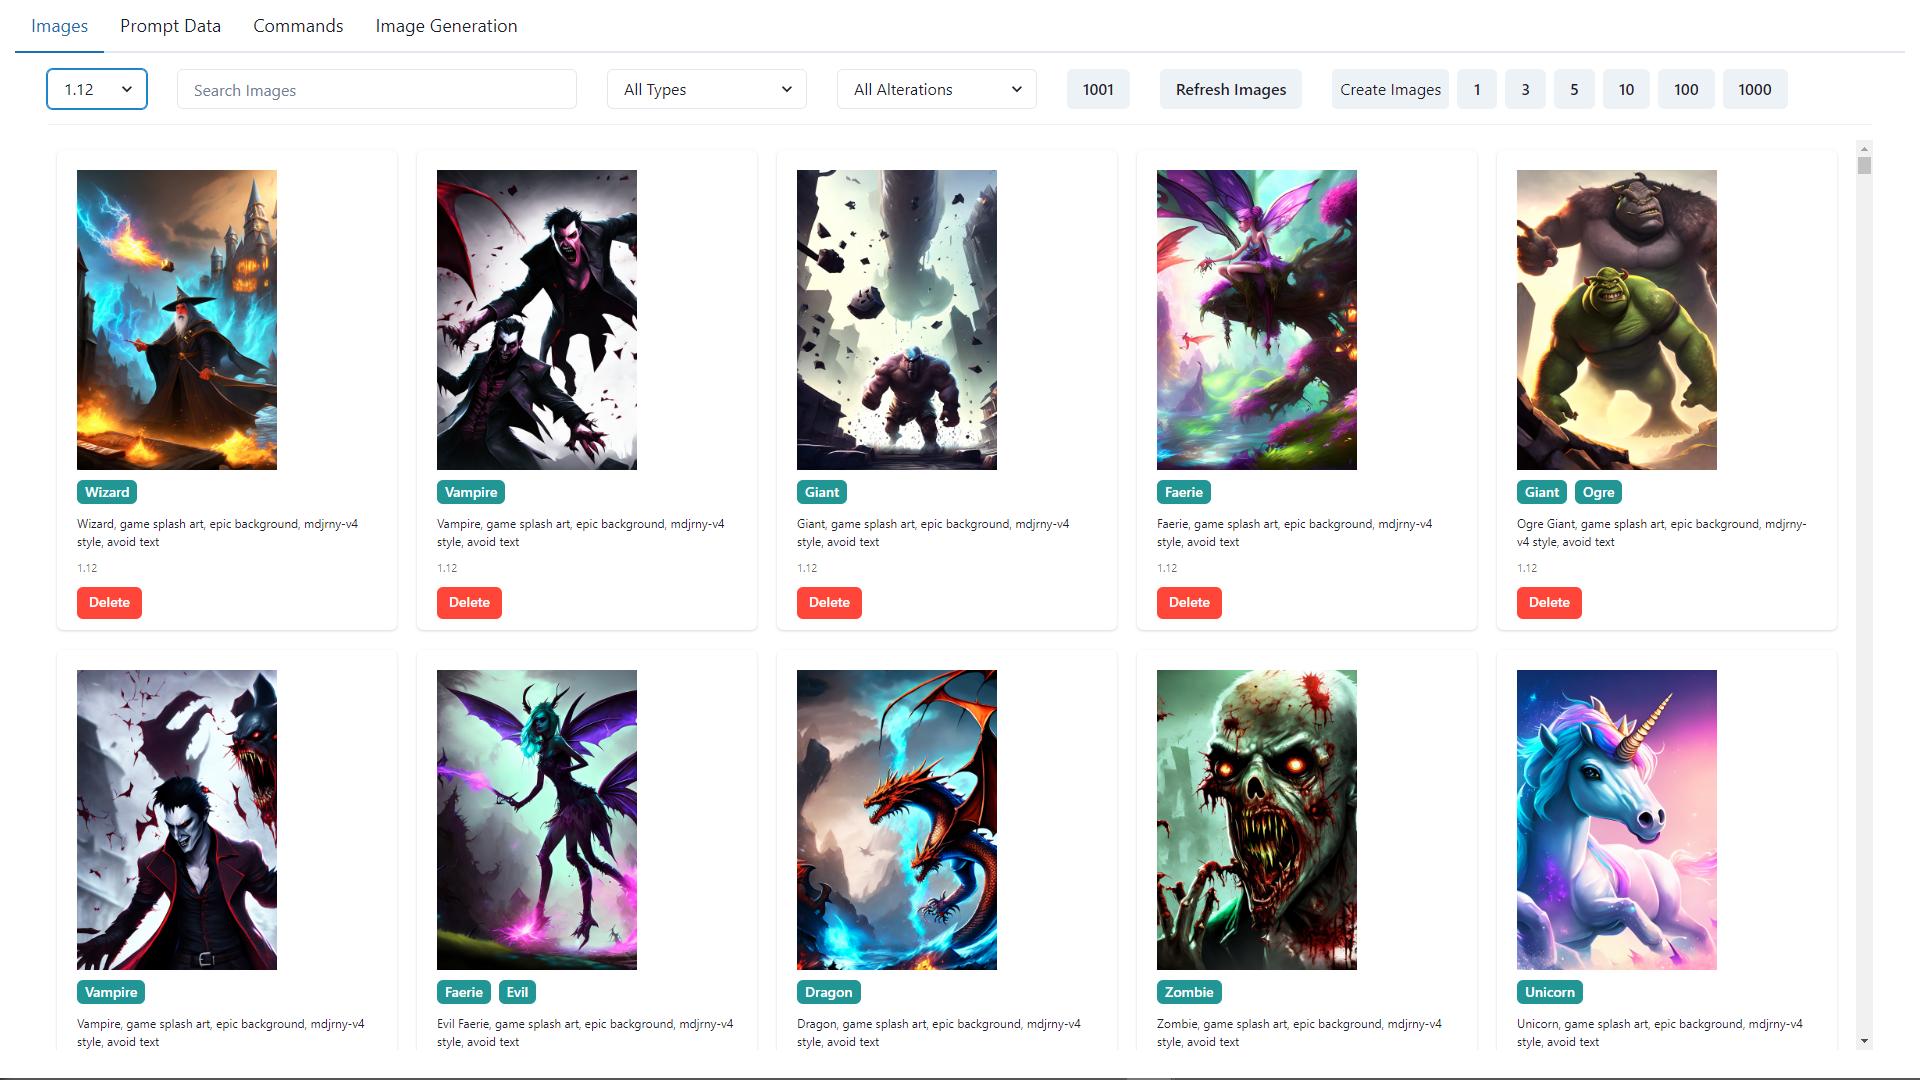 Images Prompt Data Commands Image Generation
1.12 Search Images All Types All Alterations 1001 Refresh Images Create Images 1 3 5 10 100 1000
Wizard
Wizard, game splash art, epic background, mdjrny-v4
style, avoid text
1.12
Delete
Vampire
Vampire, game splash art, epic background, mdjrny-v4
style, avoid text
1.12
Delete
Giant
Giant, game splash art, epic background, mdjrny-v4
style, avoid text
1.12
Delete
Faerie
Faerie, game splash art, epic background, mdjrny-v4
style, avoid text
1.12
Delete
Giant Ogre
Ogre Giant, game splash art, epic background, mdjrny-
v4 style, avoid text
1.12
Delete
Vampire
Vampire, game splash art, epic background, mdjrny-v4
style, avoid text
Faerie Evil
Evil Faerie, game splash art, epic background, mdjrny-v4
style, avoid text
Dragon
Dragon, game splash art, epic background, mdjrny-v4
style, avoid text
Zombie
Zombie, game splash art, epic background, mdjrny-v4
style, avoid text
Unicorn
Unicorn, game splash art, epic background, mdjrny-v4
style, avoid text